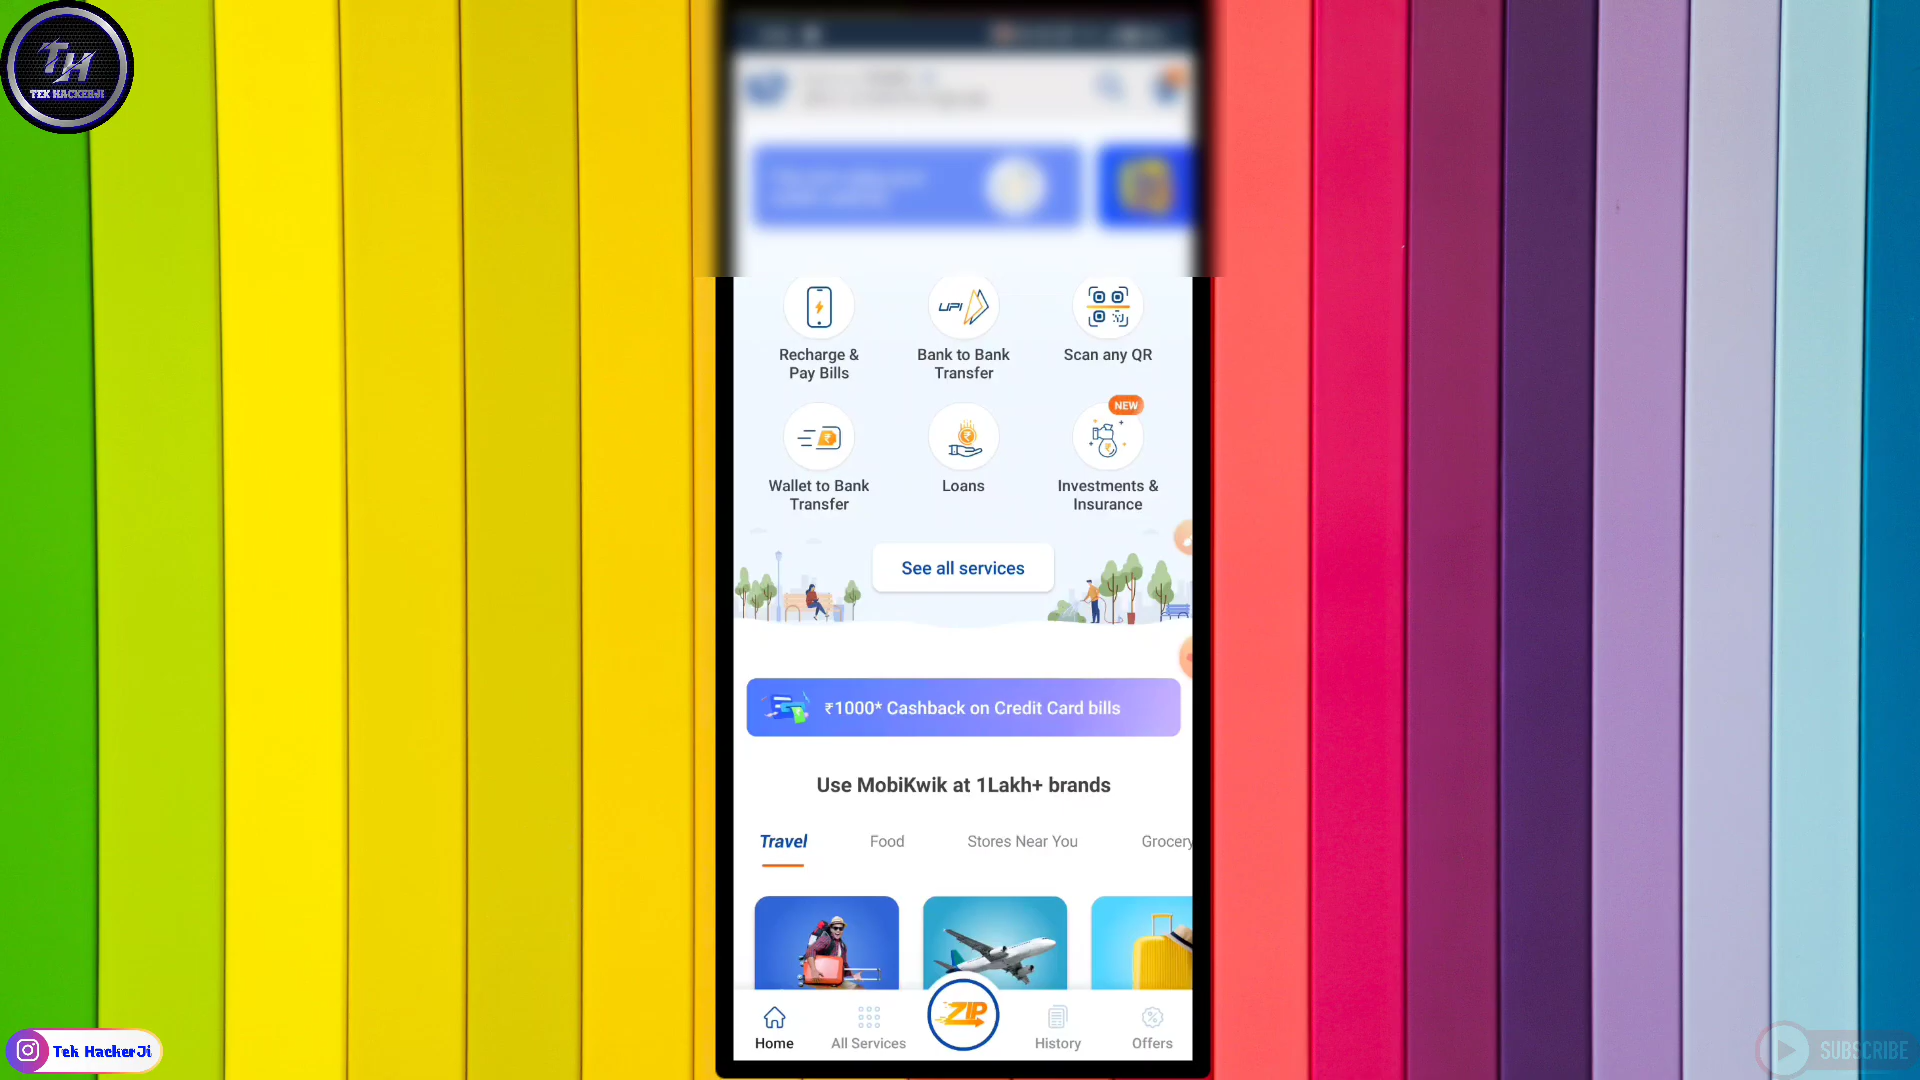 TH
TEK HACKERJI
UPI
Recharge &
Pay Bills
Bank to Bank
Transfer
Scan any QR
NEW
Wallet to Bank
Transfer
Loans
Investments &
Insurance
See all services
₹1000* Cashback on Credit Card bills
Use MobiKwik at 1Lakh+ brands
Travel
Food
Stores Near You
Grocery
ZIP
Home
All Services
History
Offers
Tek HackerJi
SUBSCRIBE